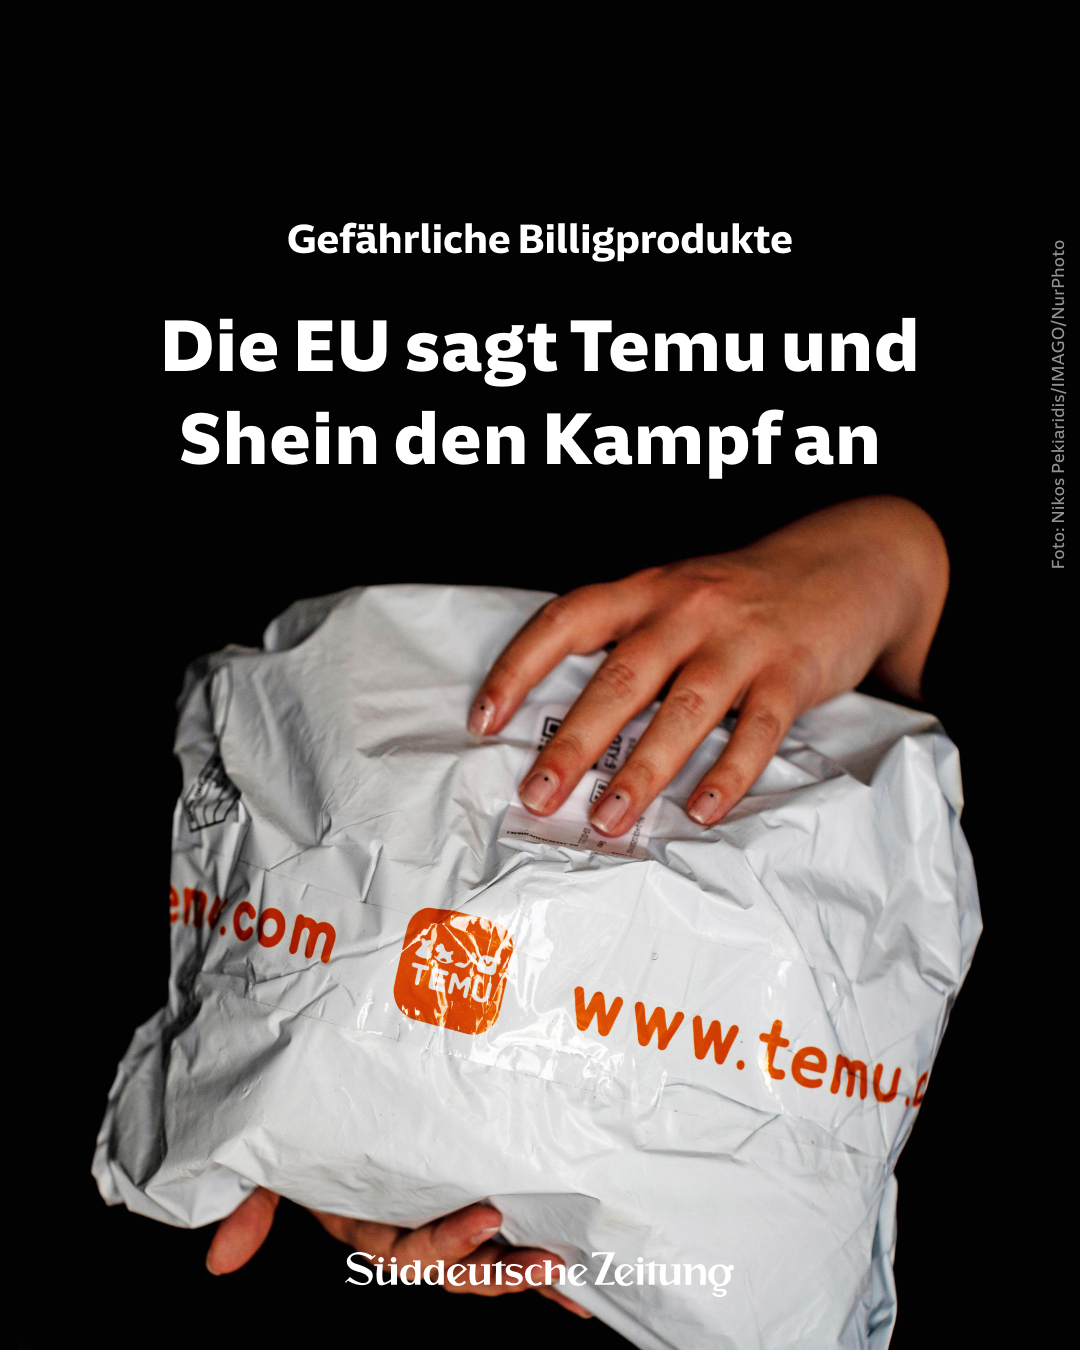 Gefährliche Billigprodukte
Die EU sagt Temu und
Shein den Kampf an
Foto: Nikos Pekiaridis/IMAGO/NurPhoto
.com
TEMU
www.temu.c
Süddeutsche Zeitung